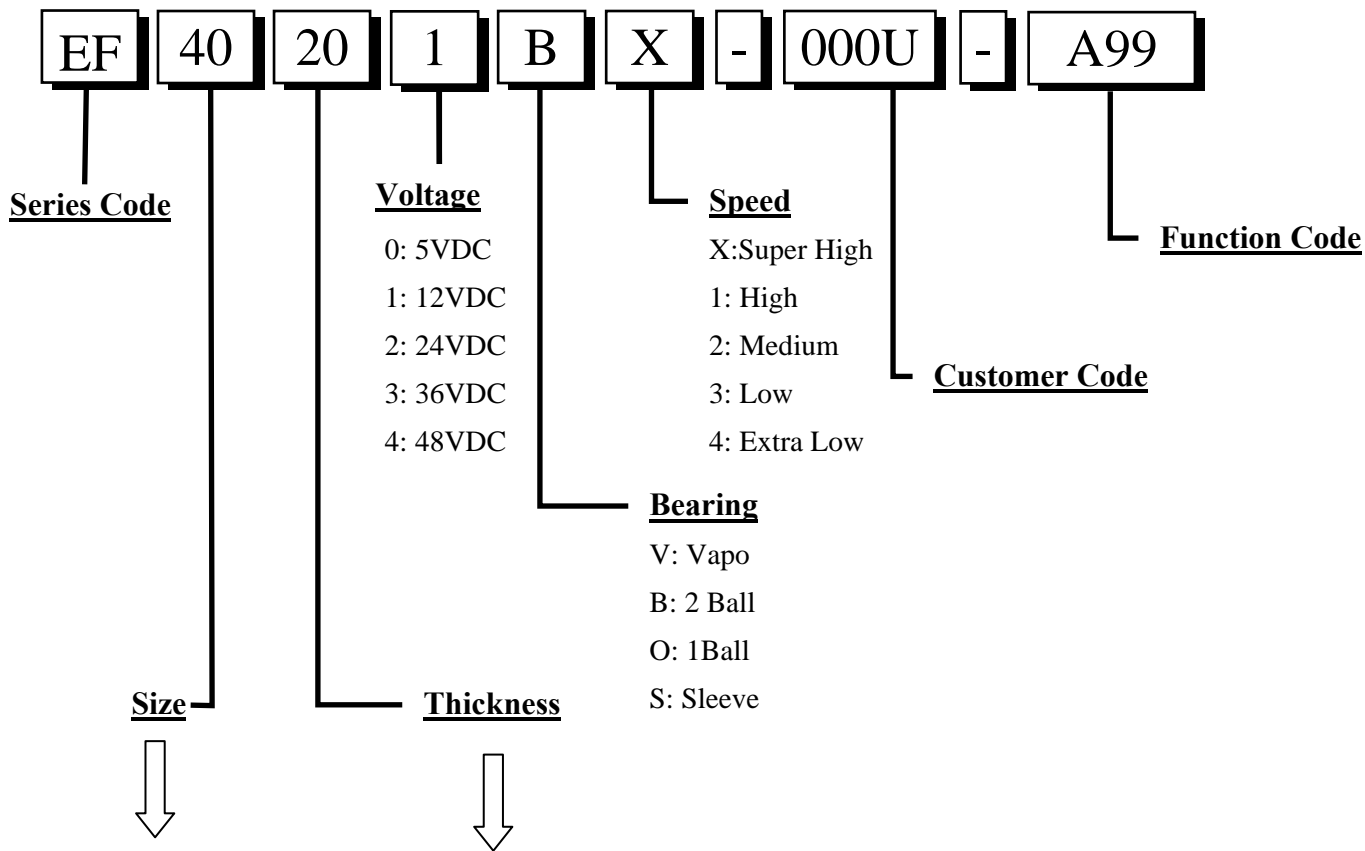 EF 40 20 1 B X - 000U - A99
Series Code
Voltage
0: 5VDC
1: 12VDC
2: 24VDC
3: 36VDC
4: 48VDC
Speed
X:Super High
1: High
2: Medium
3: Low
4: Extra Low
Function Code
Customer Code
Bearing
V: Vapo
B: 2 Ball
O: 1Ball
S: Sleeve
Size
Thickness